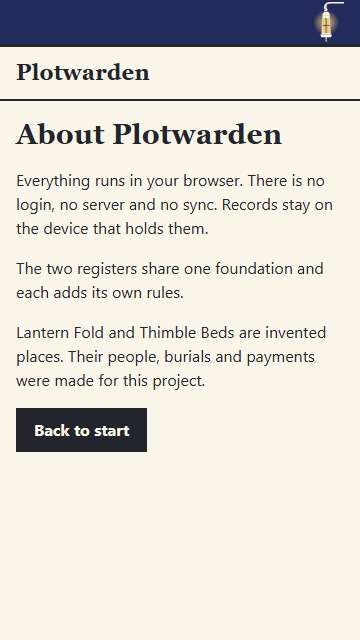 Plotwarden
About Plotwarden
Everything runs in your browser. There is no
login, no server and no sync. Records stay on
the device that holds them.
The two registers share one foundation and
each adds its own rules.
Lantern Fold and Thimble Beds are invented
places. Their people, burials and payments
were made for this project.
Back to start